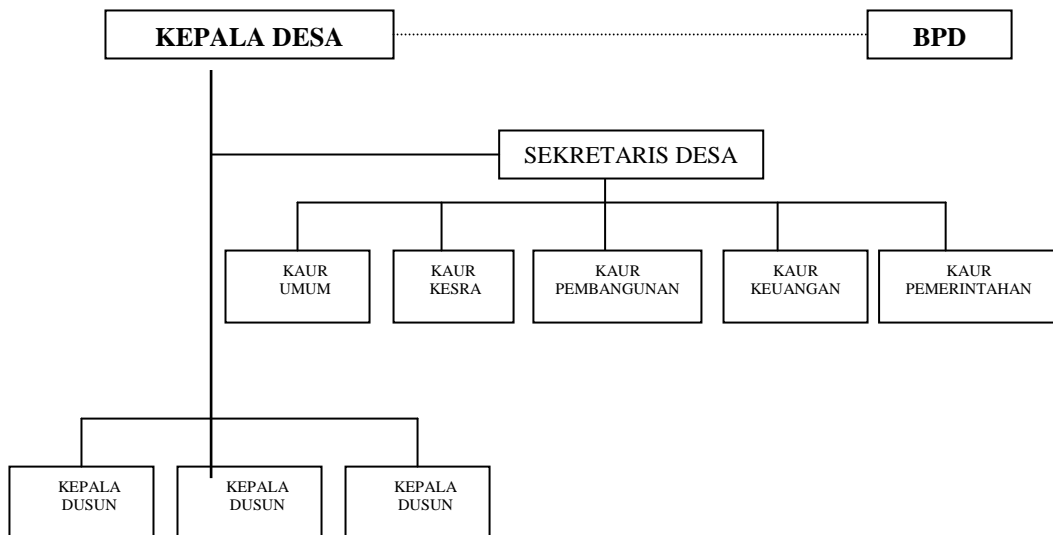 KEPALA DESA
BPD
SEKRETARIS DESA
KAUR
UMUM
KAUR
KESRA
KAUR
PEMBANGUNAN
KAUR
KEUANGAN
KAUR
PEMERINTAHAN
KEPALA
DUSUN
KEPALA
DUSUN
KEPALA
DUSUN